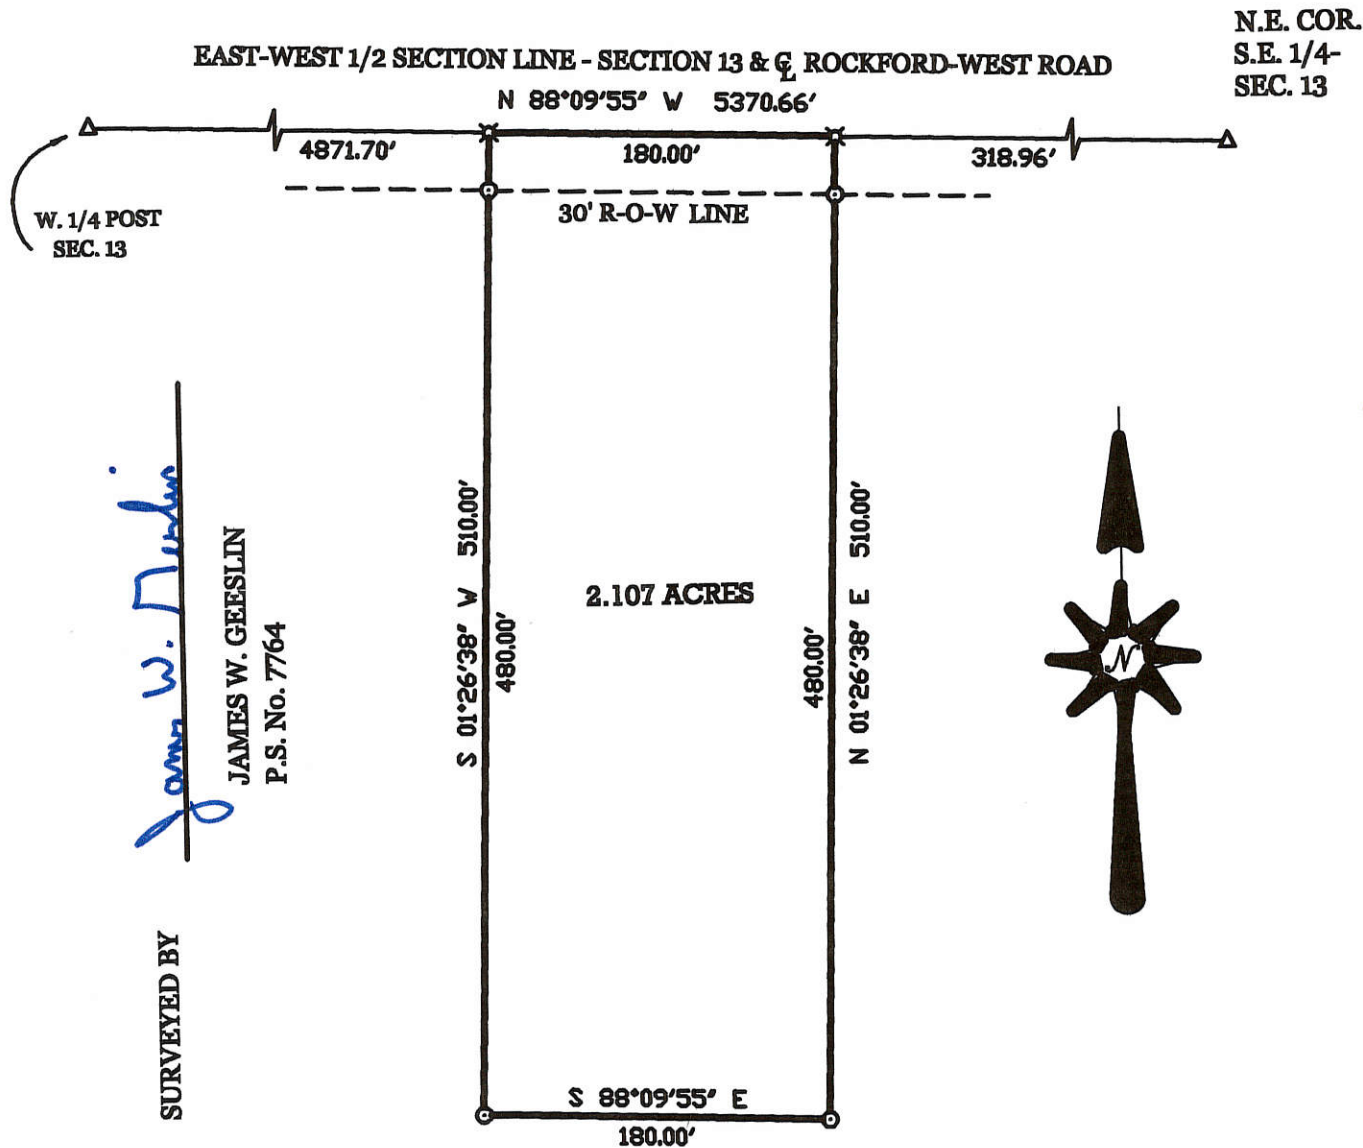 N.E. COR.
S.E. 1/4-
SEC. 13
EAST-WEST 1/2 SECTION LINE - SECTION 13 & ℄ ROCKFORD-WEST ROAD
N 88°09'55" W 5370.66'
4871.70'
180.00'
318.96'
30' R-O-W LINE
W. 1/4 POST
SEC. 13
S 01°26'38" W 510.00'
480.00'
2.107 ACRES
480.00'
N 01°26'38" E 510.00'
N
SURVEYED BY
James W. Geeslin
JAMES W. GEESLIN
P.S. No. 7764
S 88°09'55" E
180.00'